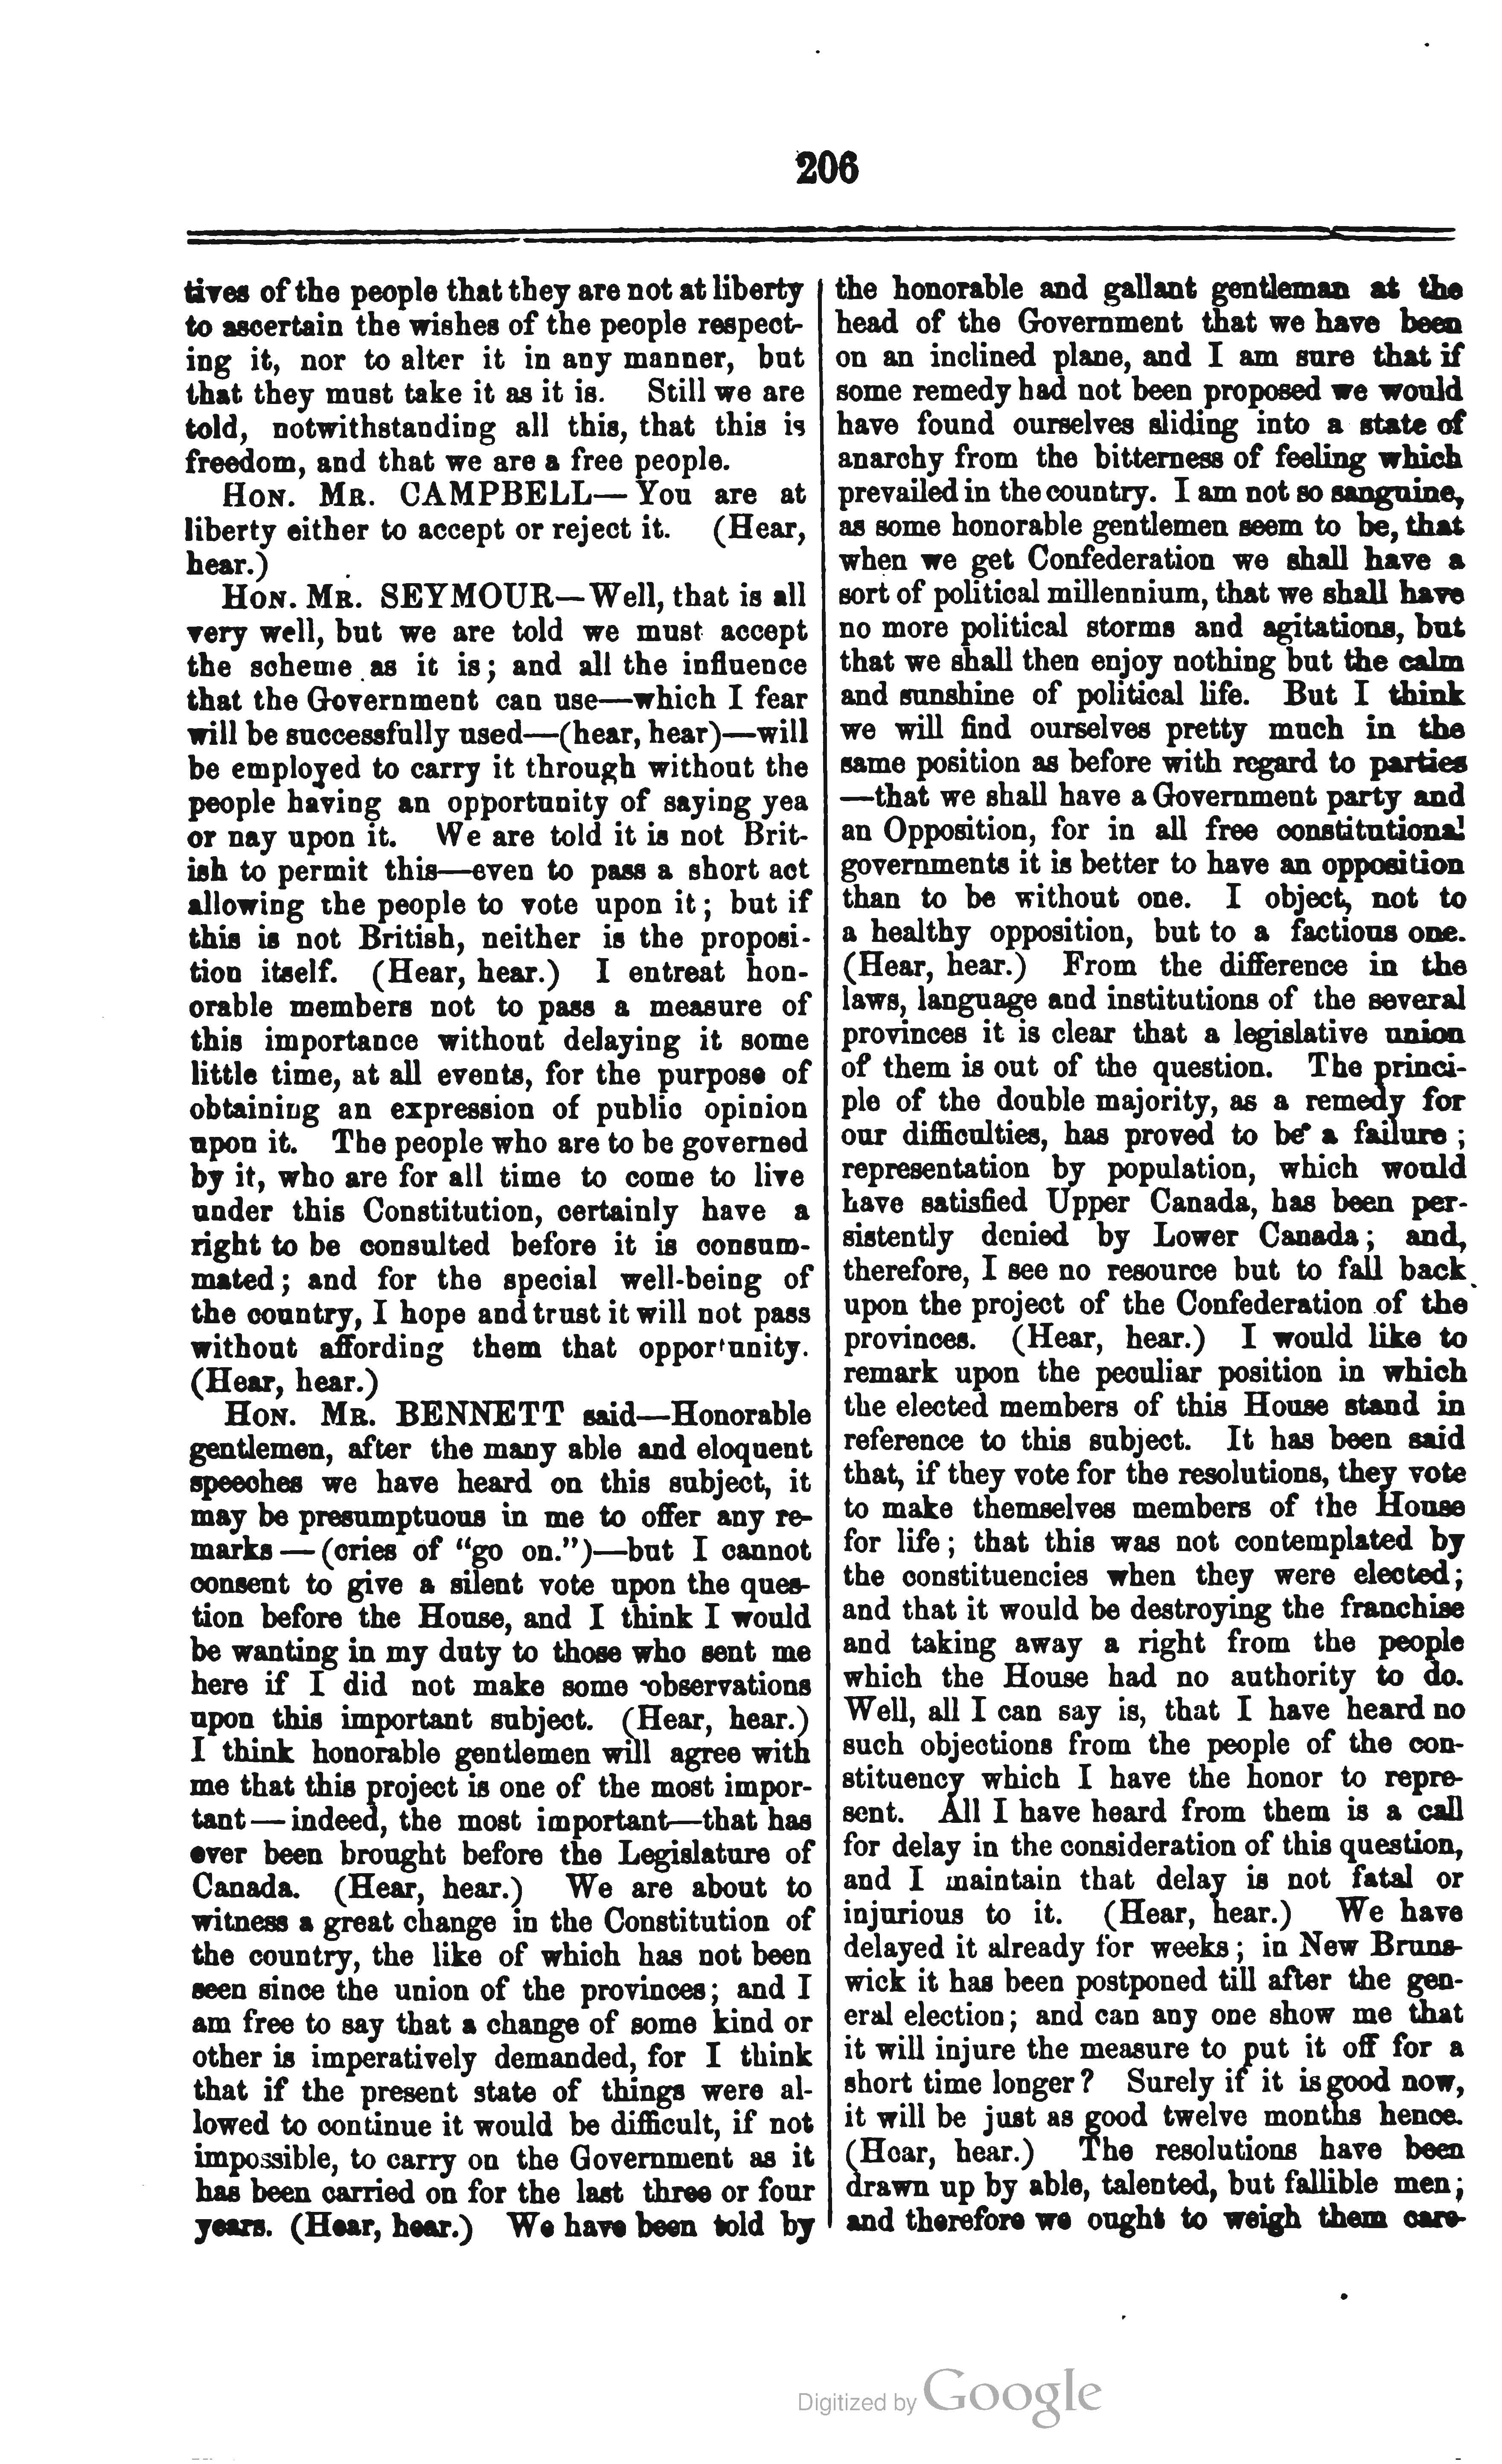 206
tives of the people that they are not at liberty
to ascertain the wishes of the people respect-
ing it, nor to alter it in any manner, but
that they must take it as it is. Still we are
told, notwithstanding all this, that this is
freedom, and that we are a free people.
HON. MR. CAMPBELL—You are at
liberty either to accept or reject it. (Hear,
hear.)
HON. MR. SEYMOUR—Well, that is all
very well, but we are told we must accept
the scheme as it is; and all the influence
that the Government can use—which I fear
will be successfully used—(hear, hear)—will
be employed to carry it through without the
people having an opportunity of saying yea
or nay upon it. We are told it is not Brit-
ish to permit this—even to pass a short act
allowing the people to vote upon it; but if
this is not British, neither is the proposi-
tion itself. (Hear, hear.) I entreat hon-
orable members not to pass a measure of
this importance without delaying it some
little time, at all events, for the purpose of
obtaining an expression of public opinion
upon it. The people who are to be governed
by it, who are for all time to come to live
under this Constitution, certainly have a
right to be consulted before it is consum-
mated; and for the special well-being of
the country, I hope and trust it will not pass
without affording them that opportunity.
(Hear, hear.)
HON. MR. BENNETT said—Honorable
gentlemen, after the many able and eloquent
speeches we have heard on this subject, it
may be presumptuous in me to offer any re-
marks—(cries of "go on.")—but I cannot
consent to give a silent vote upon the ques-
tion before the House, and I think I would
be wanting in my duty to those who sent me
here if I did not make some observations
upon this important subject. (Hear, hear.)
I think honorable gentlemen will agree with
me that this project is one of the most impor-
tant—indeed, the most important—that has
ever been brought before the Legislature of
Canada. (Hear, hear.) We are about to
witness a great change in the Constitution of
the country, the like of which has not been
seen since the union of the provinces; and I
am free to say that a change of some kind or
other is imperatively demanded, for I think
that if the present state of things were al-
lowed to continue it would be difficult, if not
impossible, to carry on the Government as it
has been carried on for the last three or four
years. (Hear, hear.) We have been told by
the honorable and gallant gentleman at the
head of the Government that we have been
on an inclined plane, and I am sure that if
some remedy had not been proposed we would
have found ourselves sliding into a state of
anarchy from the bitterness of feeling which
prevailed in the country. I am not so sanguine,
as some honorable gentlemen seem to be, that
when we get Confederation we shall have a
sort of political millennium, that we shall have
no more political storms and agitations, but
that we shall then enjoy nothing but the calm
and sunshine of political life. But I think
we will find ourselves pretty much in the
same position as before with regard to parties
—that we shall have a Government party and
an Opposition, for in all free constitutional
governments it is better to have an opposition
than to be without one. I object, not to
a healthy opposition, but to a factious one.
(Hear, hear.) From the difference in the
laws, language and institutions of the several
provinces it is clear that a legislative union
of them is out of the question. The princi-
ple of the double majority, as a remedy for
our difficulties, has proved to be a failure;
representation by population, which would
have satisfied Upper Canada, has been per-
sistently denied by Lower Canada; and,
therefore, I see no resource but to fall back
upon the project of the Confederation of the
provinces. (Hear, hear.) I would like to
remark upon the peculiar position in which
the elected members of this House stand in
reference to this subject. It has been said
that, if they vote for the resolutions, they vote
to make themselves members of the House
for life; that this was not contemplated by
the constituencies when they were elected;
and that it would be destroying the franchise
and taking away a right from the people
which the House had no authority to do.
Well, all I can say is, that I have heard no
such objections from the people of the con-
stituency which I have the honor to repre-
sent. All I have heard from them is a call
for delay in the consideration of this question,
and I maintain that delay is not fatal or
injurious to it. (Hear, hear.) We have
delayed it already for weeks; in New Bruns-
wick it has been postponed till after the gen-
eral election; and can any one show me that
it will injure the measure to put it off for a
short time longer? Surely if it is good now,
it will be just as good twelve months hence.
(Hear, hear.) The resolutions have been
drawn up by able, talented, but fallible men;
and therefore we ought to weigh them care-
Digitized by Google